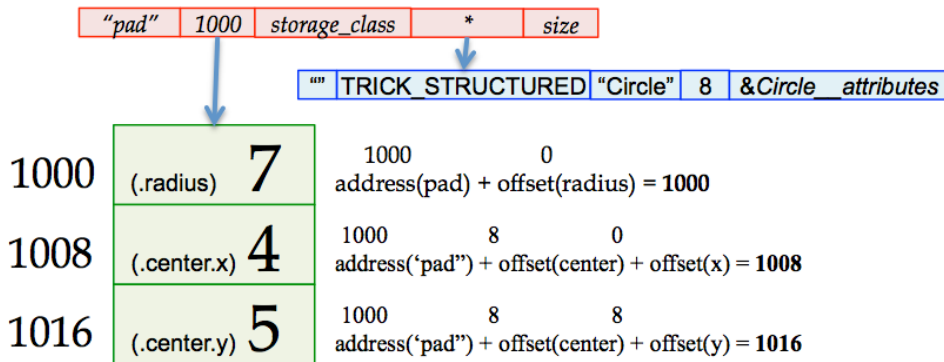 "pad" 1000 storage_class * size
"" TRICK_STRUCTURED "Circle" 8 &Circle__attributes
1000 0
1000 (.radius) 7 address(pad) + offset(radius) = 1000
1000 8 0
1008 (.center.x) 4 address('pad") + offset(center) + offset(x) = 1008
1000 8 8
1016 (.center.y) 5 address('pad") + offset(center) + offset(y) = 1016